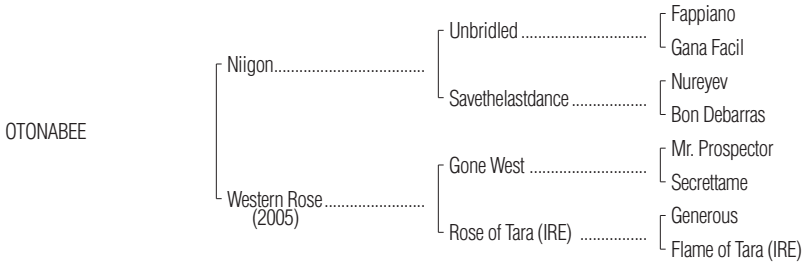 Fappiano
Unbridled ..............................
Gana Facil
Niigon...................................
Nureyev
Savethelastdance ..................
Bon Debarras
OTONABEE
Mr. Prospector
Gone West ............................
Secrettame
Western Rose........................
(2005)
Generous
Rose of Tara (IRE) ................
Flame of Tara (IRE)